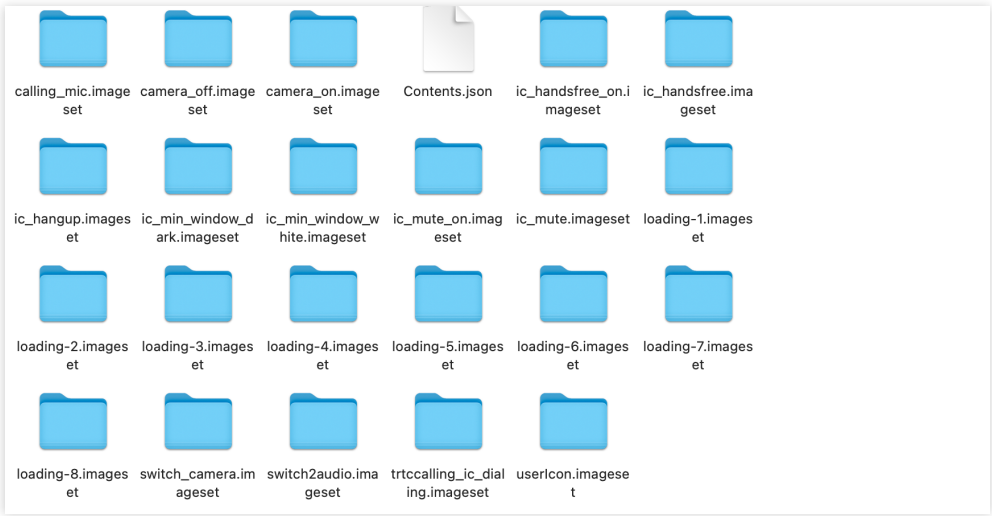 calling_mic.image
set
camera_off.image
set
camera_on.image
set
Contents.json
ic_handsfree_on.i
mageset
ic_handsfree.ima
geset
ic_hangup.images
et
ic_min_window_d
ark.imageset
ic_min_window_w
hite.imageset
ic_mute_on.imag
eset
ic_mute.imageset
loading-1.images
et
loading-2.images
et
loading-3.images
et
loading-4.images
et
loading-5.images
et
loading-6.images
et
loading-7.images
et
loading-8.images
et
switch_camera.im
ageset
switch2audio.ima
geset
trtccalling_ic_dial
ing.imageset
userIcon.imagese
t